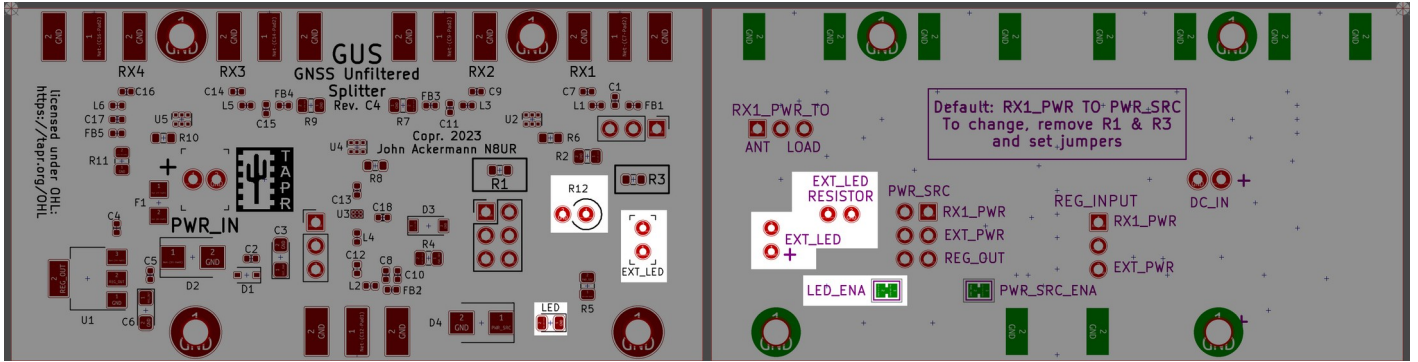 RX4
RX3
GUS
GNSS Unfiltered
Splitter
Rev. C4
RX2
RX1
C16
C14
C9
C7
C1
L6
L5
FB4
FB3
L3
L1
FB1
C17
U5
C15
R9
R7
C11
U2
FB5
R10
R6
licensed under OHL:
https://tapr.org/OHL
Copr. 2023
John Ackermann N8UR
R11
U4
R2
R8
R1
R3
TAPR
+
F1
C13
R12
PWR_IN
C4
U3
C18
D3
C3
L4
R4
C2
EXT_LED
C5
C12
C8
C10
D2
D1
L2
FB2
R5
REG_OUT
U1
C6
D4
LED
GND
PWR_SRC
RX1_PWR_TO
ANT
LOAD
Default: RX1_PWR TO PWR_SRC
To change, remove R1 & R3
and set jumpers
EXT_LED
RESISTOR
PWR_SRC
REG_INPUT
DC_IN
+
RX1_PWR
RX1_PWR
EXT_LED
+
EXT_PWR
REG_OUT
EXT_PWR
LED_ENA
PWR_SRC_ENA
+